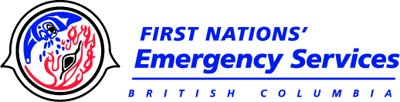 FIRST NATIONS'
Emergency Services
BRITISH COLUMBIA